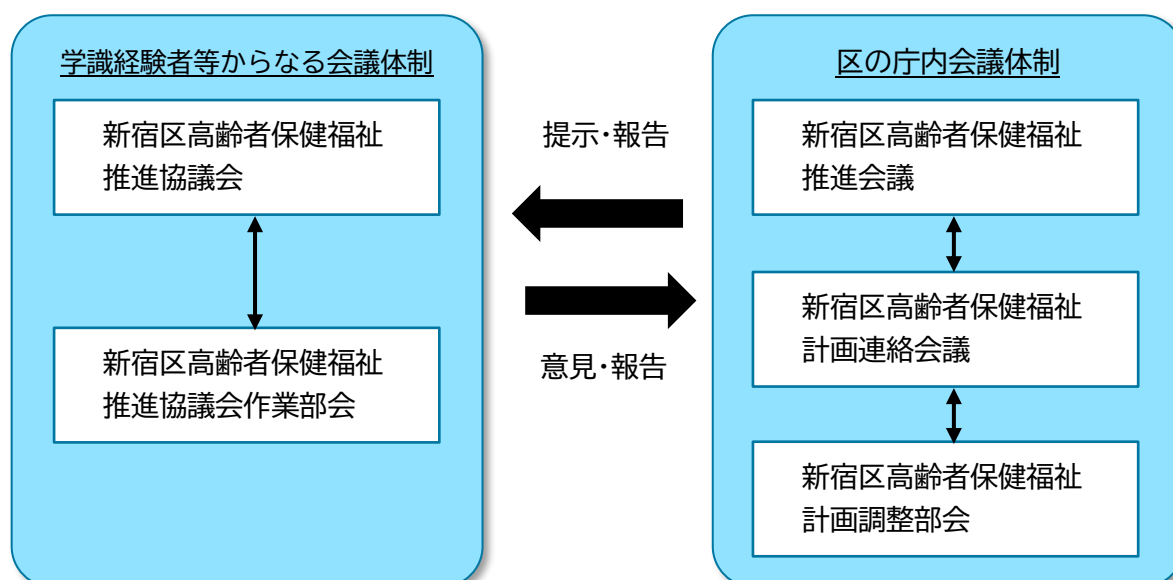 学識経験者等からなる会議体制
新宿区高齢者保健福祉
推進協議会
新宿区高齢者保健福祉
推進協議会作業部会
提示・報告
意見・報告
区の庁内会議体制
新宿区高齢者保健福祉
推進会議
新宿区高齢者保健福祉
計画連絡会議
新宿区高齢者保健福祉
計画調整部会